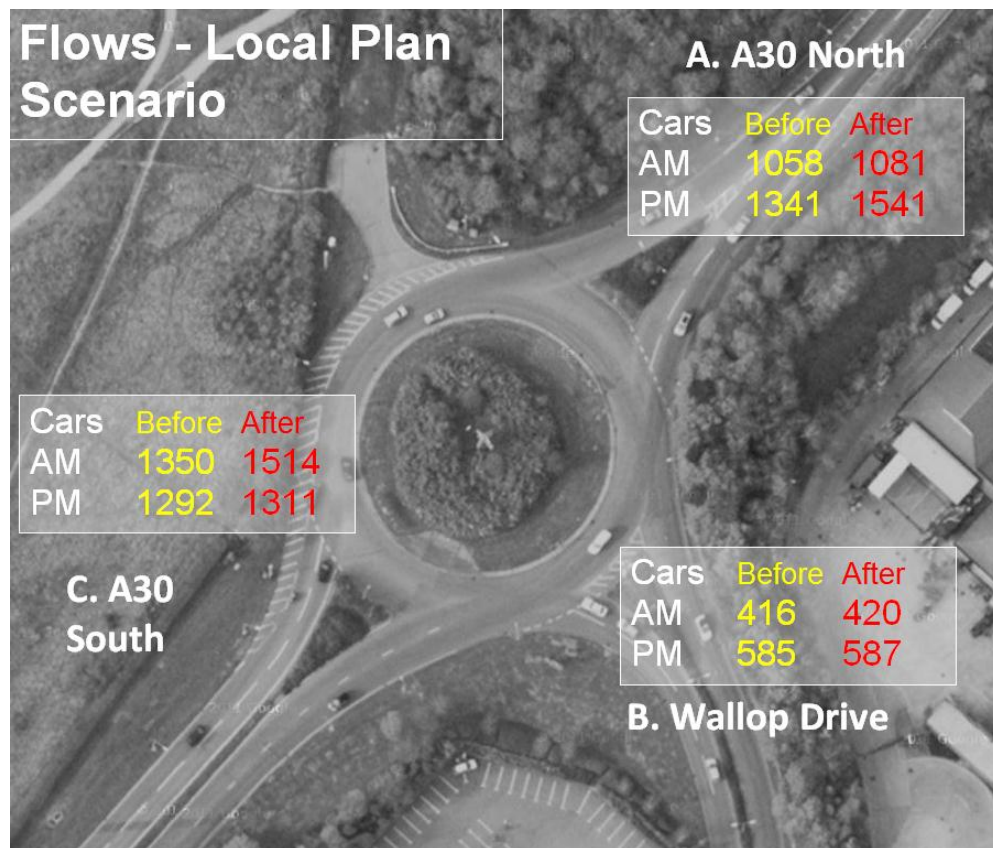 Flows - Local Plan
Scenario
A. A30 North
Cars Before After
AM 1058 1081
PM 1341 1541
Cars Before After
AM 1350 1514
PM 1292 1311
C. A30
South
Cars Before After
AM 416 420
PM 585 587
B. Wallop Drive